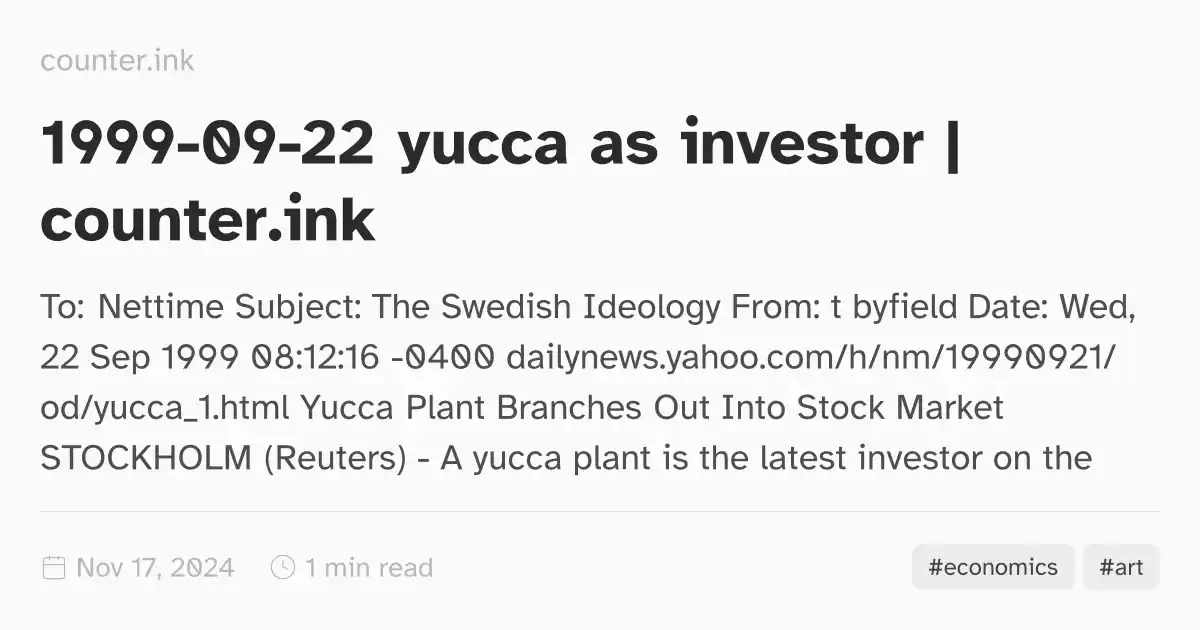 counter.ink
1999-09-22 yucca as investor |
counter.ink
To: Nettime Subject: The Swedish Ideology From: t byfield Date: Wed,
22 Sep 1999 08:12:16 -0400 dailynews.yahoo.com/h/nm/19990921/
od/yucca_1.html Yucca Plant Branches Out Into Stock Market
STOCKHOLM (Reuters) - A yucca plant is the latest investor on the
Nov 17, 2024 1 min read #economics #art